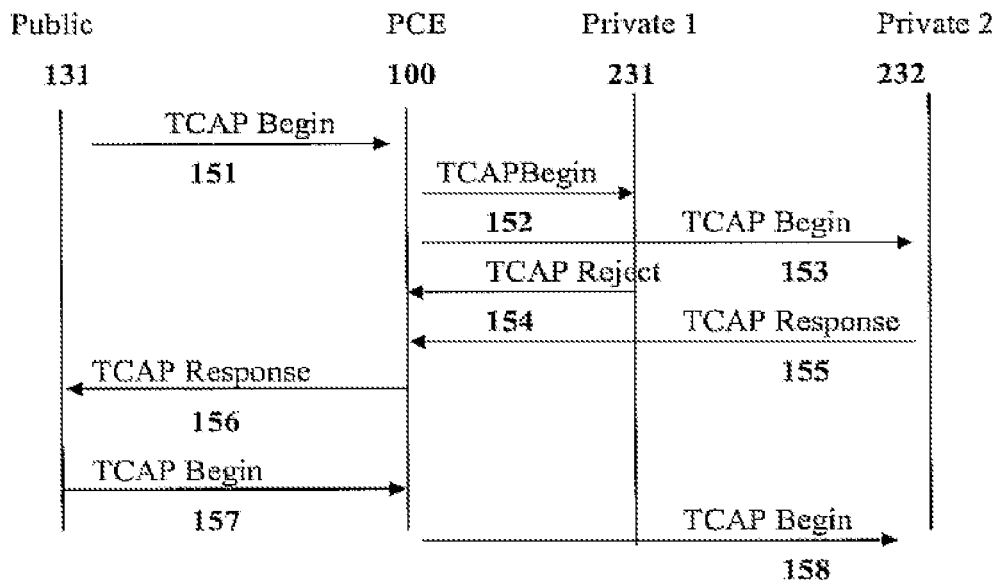 Public PCE Private 1 Private 2
131 100 231 232
TCAP Begin
151
TCAPBegin
152 TCAP Begin
TCAP Reject 153
154 TCAP Response
TCAP Response 155
156
TCAP Begin
157 TCAP Begin
158